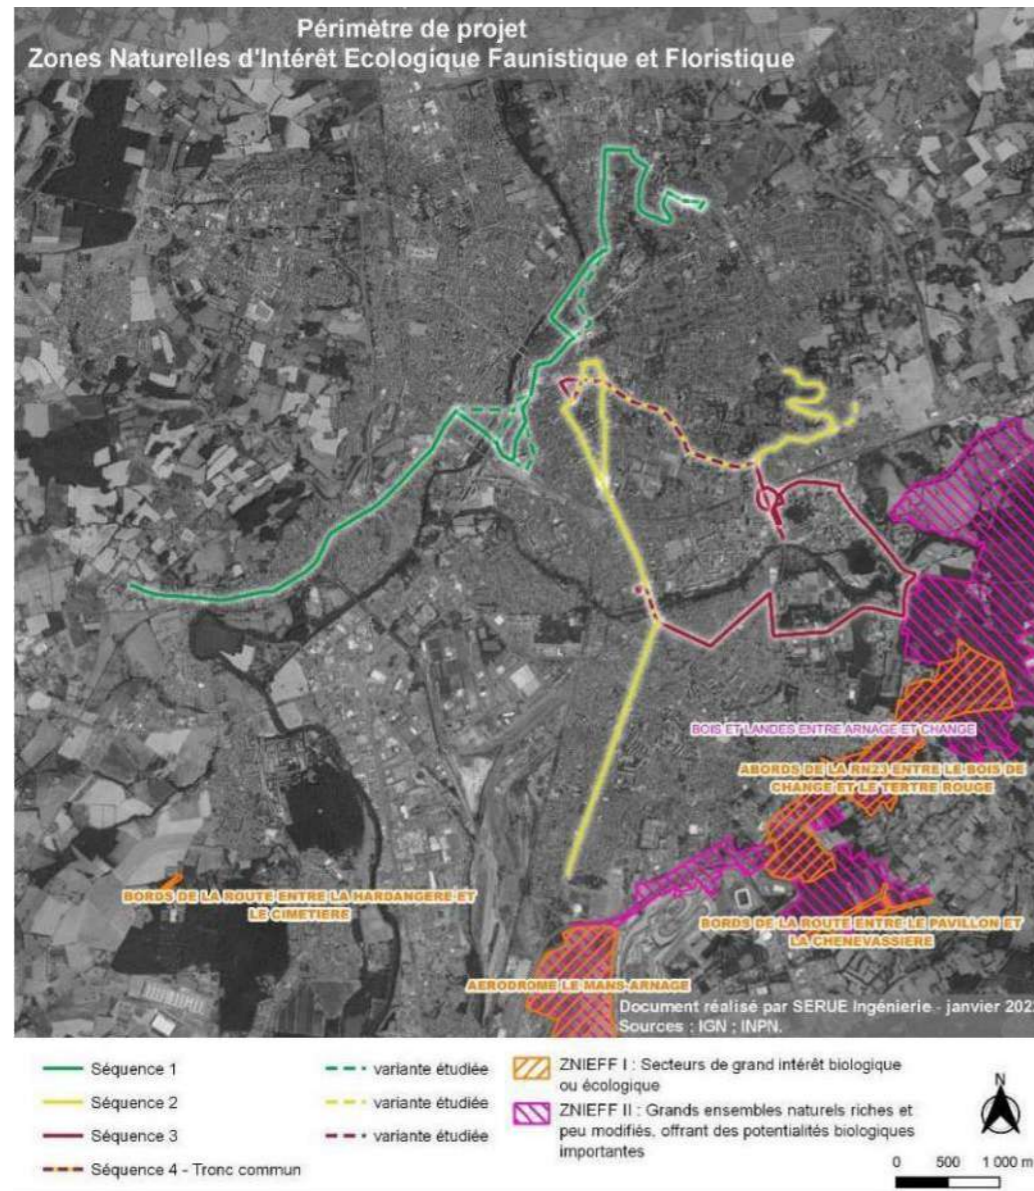 Périmètre de projet
Zones Naturelles d'Intérêt Ecologique Faunistique et Floristique
BOIS ET LANDES ENTRE ARNAGE ET CHANGE
ABORDS DE LA RN23 ENTRE LE BOIS DE
CHANGE ET LE TERTRE ROUGE
BORDS DE LA ROUTE ENTRE LA HARDANGERE ET
LE CIMETIERE
BORDS DE LA ROUTE ENTRE LE PAVILLON ET
LA CHENEVASSIERE
AERODROME LE MANS-ARNAGE
Document réalisé par SERUE Ingénierie - janvier 202
Sources : IGN ; INPN.
Séquence 1
variante étudiée
Séquence 2
variante étudiée
Séquence 3
variante étudiée
Séquence 4 - Tronc commun
ZNIEFF I : Secteurs de grand intérêt biologique
ou écologique
ZNIEFF II : Grands ensembles naturels riches et
peu modifiés, offrant des potentialités biologiques
importantes
N
0 500 1 000 m